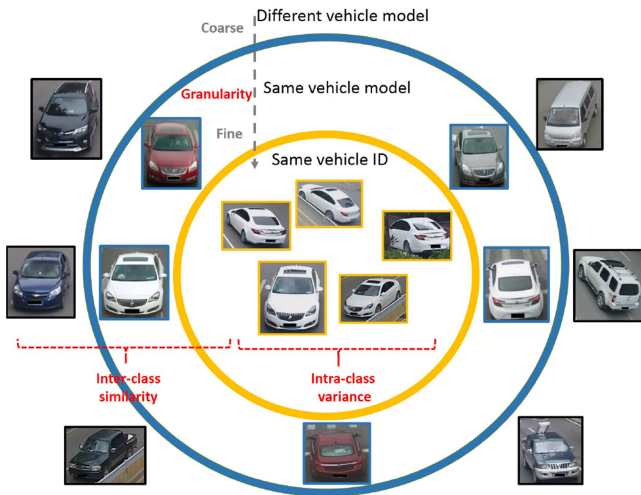 Different vehicle model
Coarse
Granularity
Same vehicle model
Fine
Same vehicle ID
Inter-class
similarity
Intra-class
variance